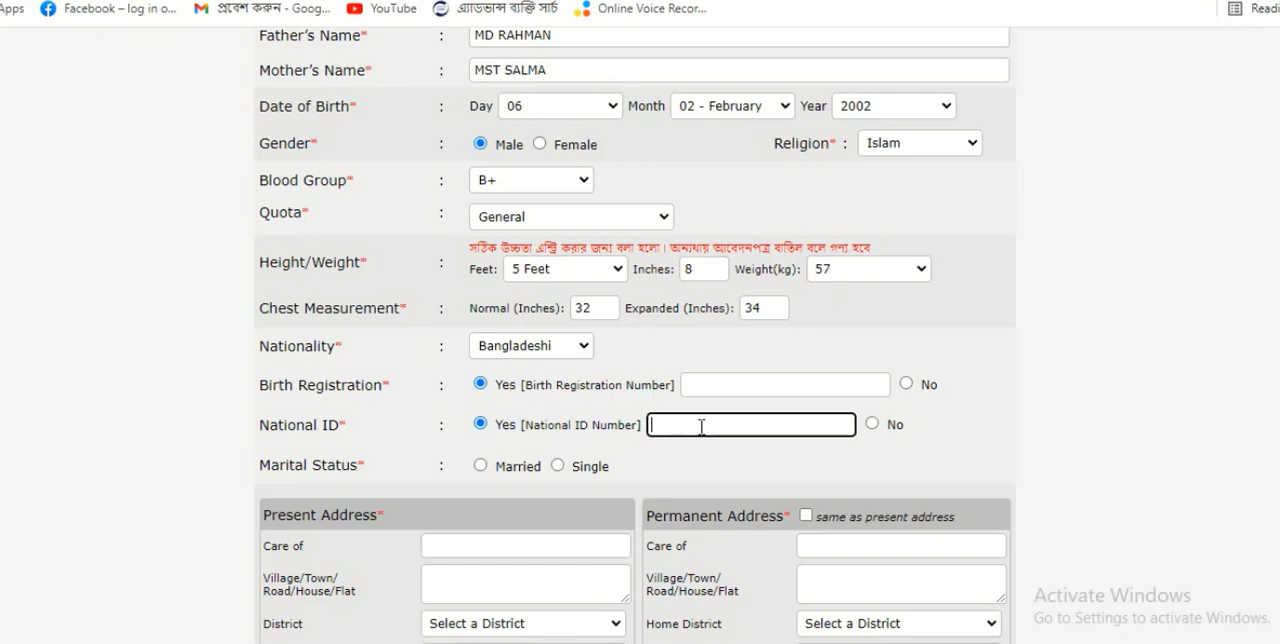 Apps Facebook – log in o... প্রবেশ করুন - Goog... YouTube এ্যাডভান্স ব্যক্তি সার্চ Online Voice Recor... Readi
Father's Name* : MD RAHMAN
Mother's Name* : MST SALMA
Date of Birth* : Day 06 Month 02 - February Year 2002
Gender* : Male Female Religion* : Islam
Blood Group* : B+
Quota* : General
সঠিক উচ্চতা এন্ট্রি করার জন্য বলা হলো। অন্যথায় আবেদনপত্র বাতিল বলে গণ্য হবে
Height/Weight* : Feet: 5 Feet Inches: 8 Weight(kg): 57
Chest Measurement* : Normal (Inches): 32 Expanded (Inches): 34
Nationality* : Bangladeshi
Birth Registration* : Yes [Birth Registration Number] No
National ID* : Yes [National ID Number] No
Marital Status* : Married Single
Present Address* Permanent Address* same as present address
Care of Care of
Village/Town/ Village/Town/
Road/House/Flat Road/House/Flat
Activate Windows
Go to Settings to activate Windows.
District Select a District Home District Select a District